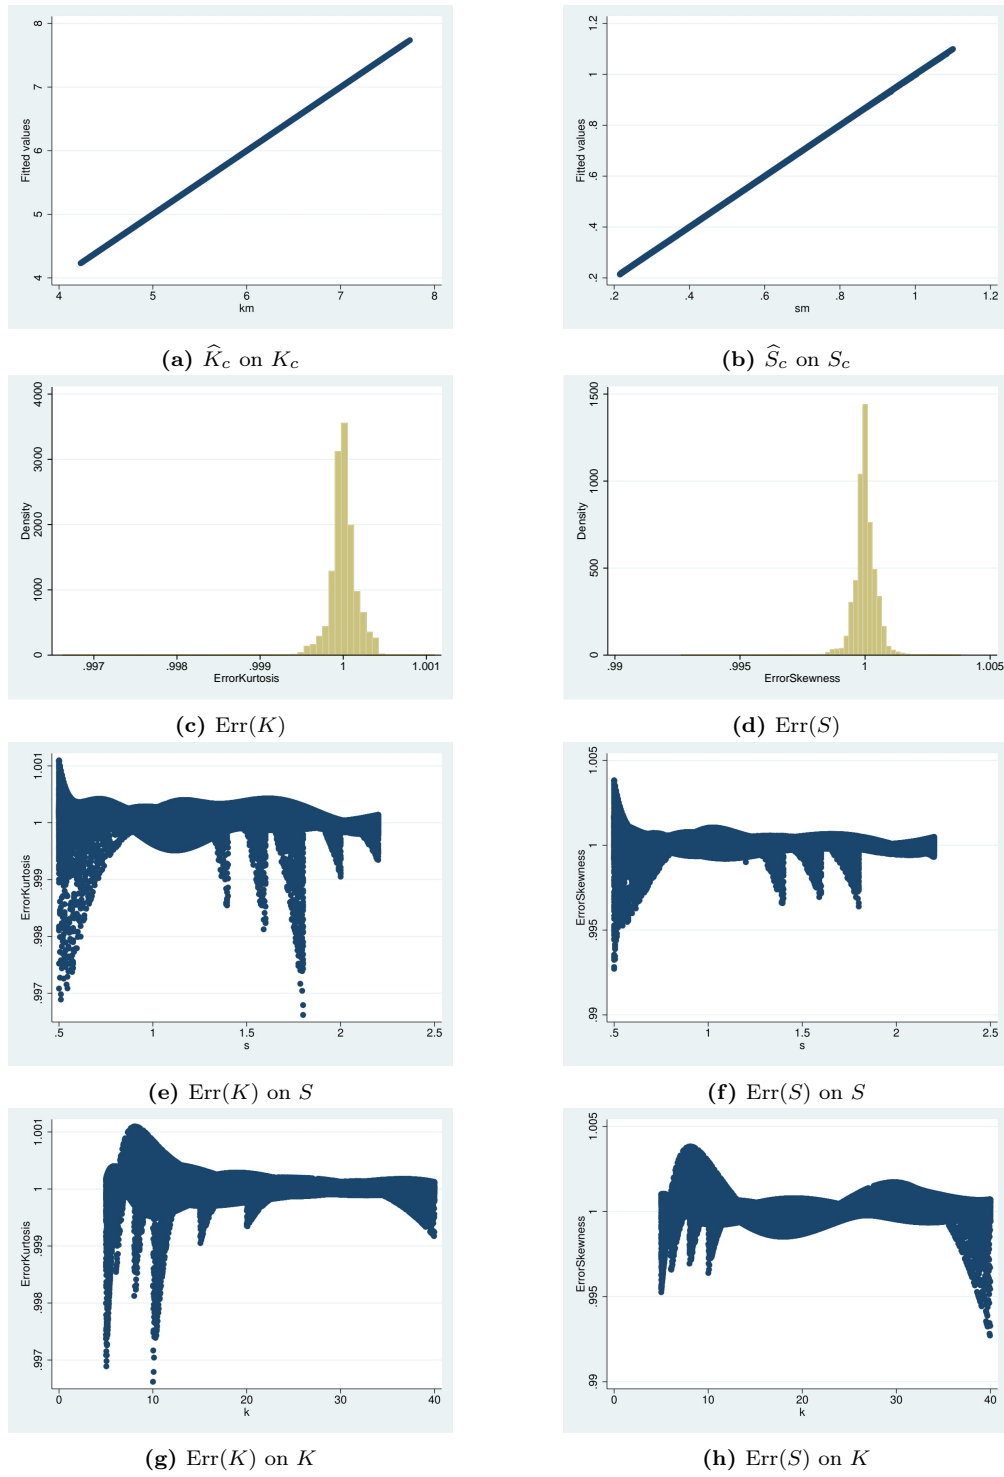 Fitted values
8
7
6
5
4
4 5 6 7 8
km
(a) K̂_c on K_c
Fitted values
1.2
1
.8
.6
.4
.2
.2 .4 .6 .8 1 1.2
sm
(b) Ŝ_c on S_c
Density
4000
3000
2000
1000
0
.997 .998 .999 1 1.001
ErrorKurtosis
(c) Err(K)
Density
1500
1000
500
0
.99 .995 1 1.005
ErrorSkewness
(d) Err(S)
ErrorKurtosis
1.001
1
.999
.998
.997
.5 1 1.5 2 2.5
s
(e) Err(K) on S
ErrorSkewness
1.005
1
.995
.99
.5 1 1.5 2 2.5
s
(f) Err(S) on S
ErrorKurtosis
1.001
1
.999
.998
.997
0 10 20 30 40
k
(g) Err(K) on K
ErrorSkewness
1.005
1
.995
.99
0 10 20 30 40
k
(h) Err(S) on K